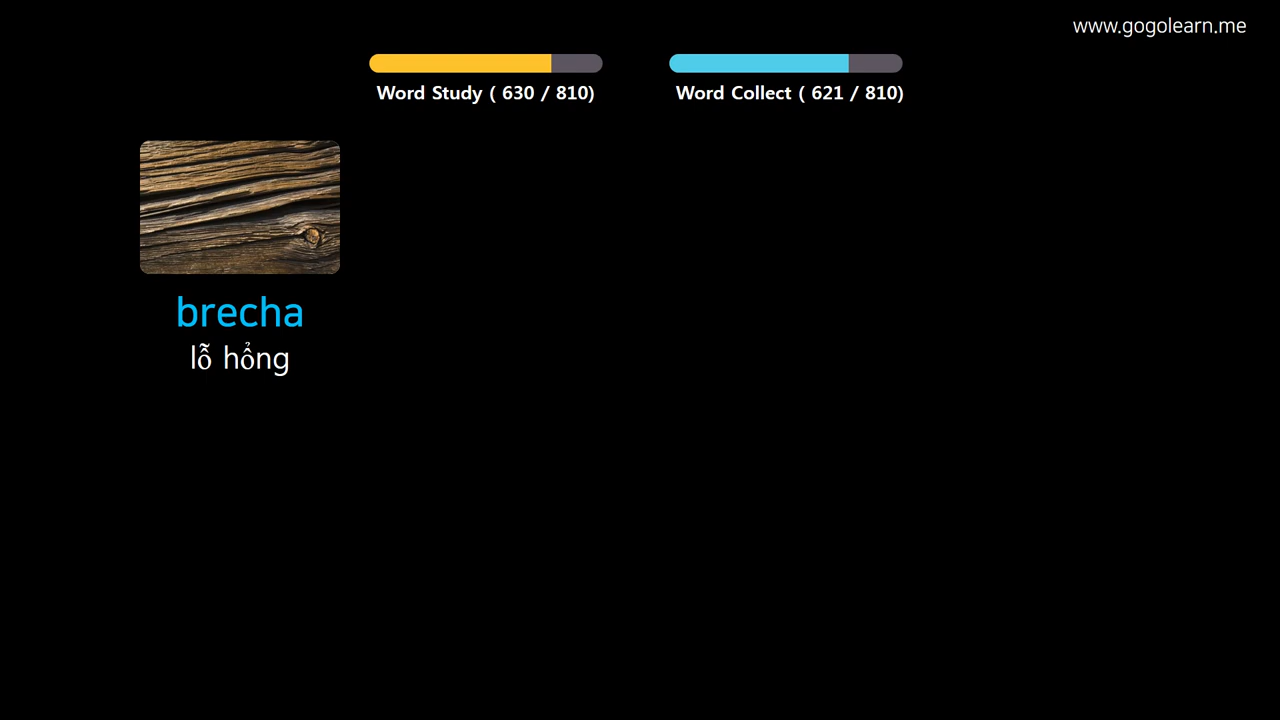 www.gogolearn.me
Word Study ( 630 / 810)
Word Collect ( 621 / 810)
brecha
lỗ hổng